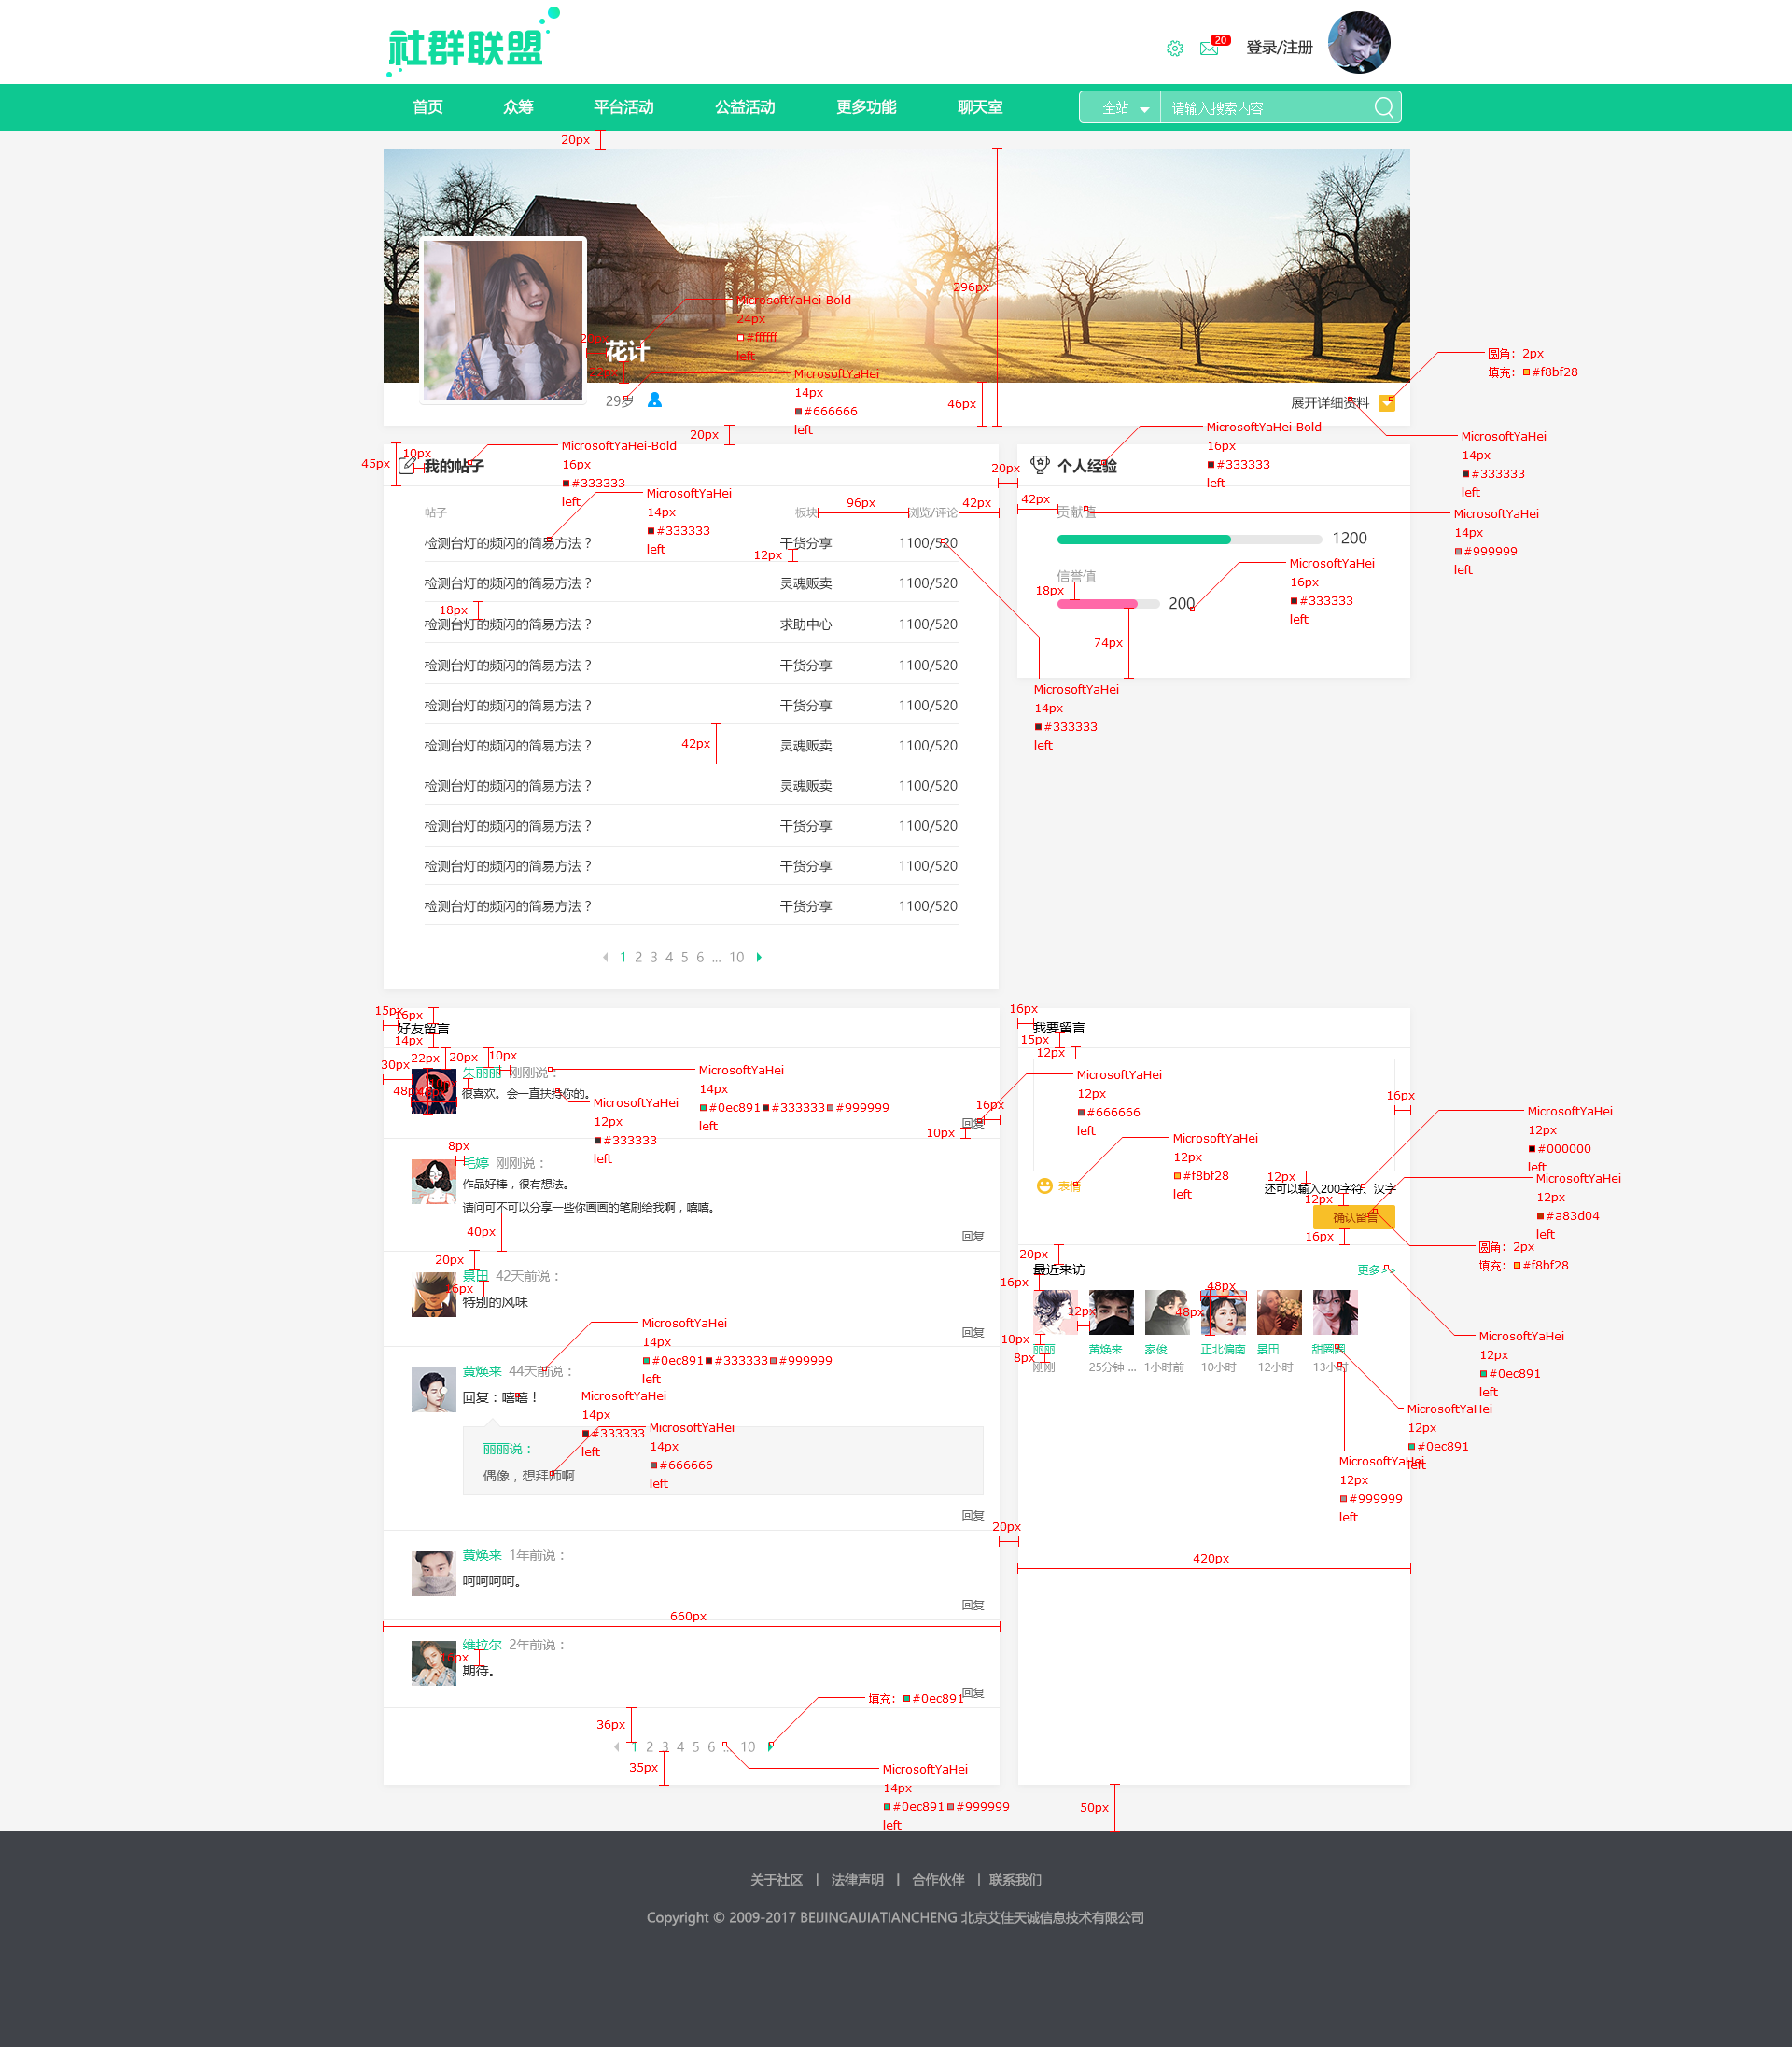 社群联盟
20
登录/注册
首页 众筹 平台活动 公益活动 更多功能 聊天室 全站 请输入搜索内容
20px
296px
MicrosoftYaHei-Bold
24px
#ffffff
left
花计
圆角：2px
填充：#f8bf28
MicrosoftYaHei
14px
#666666
left
29岁
46px
展开详细资料
20px
MicrosoftYaHei-Bold
16px
#333333
left
MicrosoftYaHei
14px
#333333
left
45px
10px
我的帖子
MicrosoftYaHei-Bold
16px
#333333
left
20px
个人经验
MicrosoftYaHei
14px
#333333
left
帖子 板块 96px 浏览/评论 42px
42px
贡献值
MicrosoftYaHei
14px
#999999
left
1200
检测台灯的频闪的简易方法？ 干货分享 1100/520
12px
MicrosoftYaHei
16px
#333333
left
信誉值
18px
200
74px
检测台灯的频闪的简易方法？ 灵魂贩卖 1100/520
18px
检测台灯的频闪的简易方法？ 求助中心 1100/520
检测台灯的频闪的简易方法？ 干货分享 1100/520
MicrosoftYaHei
14px
#333333
left
检测台灯的频闪的简易方法？ 干货分享 1100/520
检测台灯的频闪的简易方法？ 灵魂贩卖 1100/520
42px
检测台灯的频闪的简易方法？ 灵魂贩卖 1100/520
检测台灯的频闪的简易方法？ 干货分享 1100/520
检测台灯的频闪的简易方法？ 干货分享 1100/520
检测台灯的频闪的简易方法？ 干货分享 1100/520
1 2 3 4 5 6 ... 10
15px
16px
好友留言
14px
22px 20px 10px
30px
48px
朱丽丽 刚刚说：
很喜欢。会一直扶持你的。
MicrosoftYaHei
14px
#0ec891 #333333 #999999
left
MicrosoftYaHei
12px
#333333
left
16px
回复
10px
8px
毛婷 刚刚说：
作品好棒，很有想法。
请问可不可以分享一些你画画的笔刷给我啊，嘻嘻。
40px
回复
20px
景田 42天前说：
特别的风味
回复
MicrosoftYaHei
14px
#0ec891 #333333 #999999
left
黄焕来 44天前说：
回复：嘻嘻！
MicrosoftYaHei
14px
#333333
left
MicrosoftYaHei
14px
#666666
left
丽丽说：
偶像，想拜师啊
回复
黄焕来 1年前说：
呵呵呵呵。
回复
660px
维拉尔 2年前说：
期待。
回复
填充：#0ec891
36px
1 2 3 4 5 6 ... 10
35px
MicrosoftYaHei
14px
#0ec891 #999999
left
16px
我要留言
15px
12px
MicrosoftYaHei
12px
#666666
left
16px
MicrosoftYaHei
12px
#f8bf28
left
表情
12px
还可以输入200字符、汉字
12px
确认留言
16px
MicrosoftYaHei
12px
#000000
left
MicrosoftYaHei
12px
#a83d04
left
圆角：2px
填充：#f8bf28
20px
最近来访
更多>>
16px
12px
48px
48px
10px
丽丽 黄焕来 家俊 正北偏南 景田
8px
刚刚 25分钟 ... 1小时前 10小时 12小时 13小时
MicrosoftYaHei
12px
#0ec891
left
MicrosoftYaHei
12px
#0ec891
left
MicrosoftYaHei
12px
#999999
left
20px
420px
50px
关于社区 | 法律声明 | 合作伙伴 | 联系我们
Copyright © 2009-2017 BEIJINGAIJIATIANCHENG 北京艾佳天诚信息技术有限公司